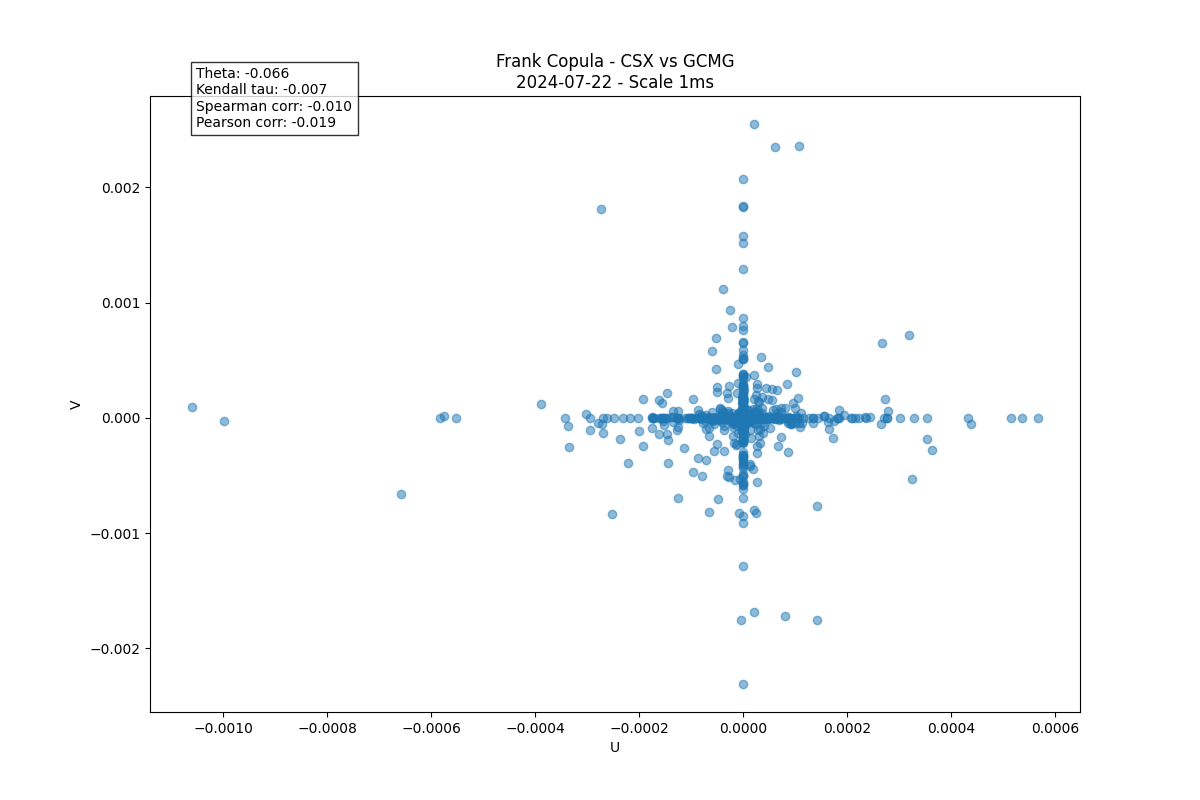 Frank Copula - CSX vs GCMG
2024-07-22 - Scale 1ms
Theta: -0.066
Kendall tau: -0.007
Spearman corr: -0.010
Pearson corr: -0.019
0.002
0.001
0.000
−0.001
−0.002
V
−0.0010 −0.0008 −0.0006 −0.0004 −0.0002 0.0000 0.0002 0.0004 0.0006
U